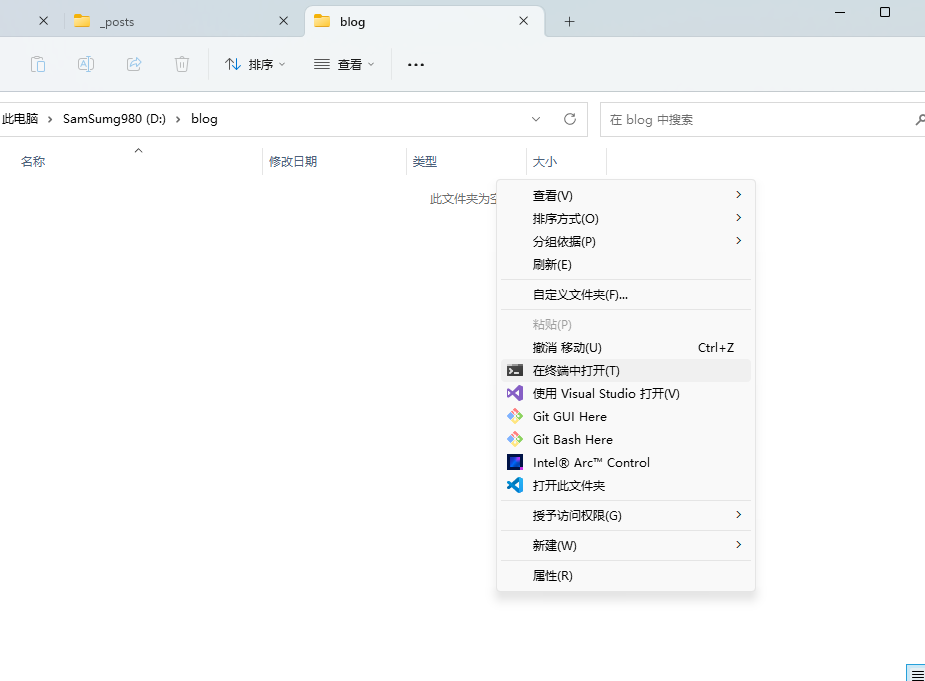 _posts
blog
排序
查看
此电脑 > SamSumg980 (D:) > blog
在 blog 中搜索
名称 修改日期 类型 大小
此文件夹为空
查看(V)
排序方式(O)
分组依据(P)
刷新(E)
自定义文件夹(F)...
粘贴(P)
撤消 移动(U) Ctrl+Z
在终端中打开(T)
使用 Visual Studio 打开(V)
Git GUI Here
Git Bash Here
Intel® Arc™ Control
打开此文件夹
授予访问权限(G)
新建(W)
属性(R)